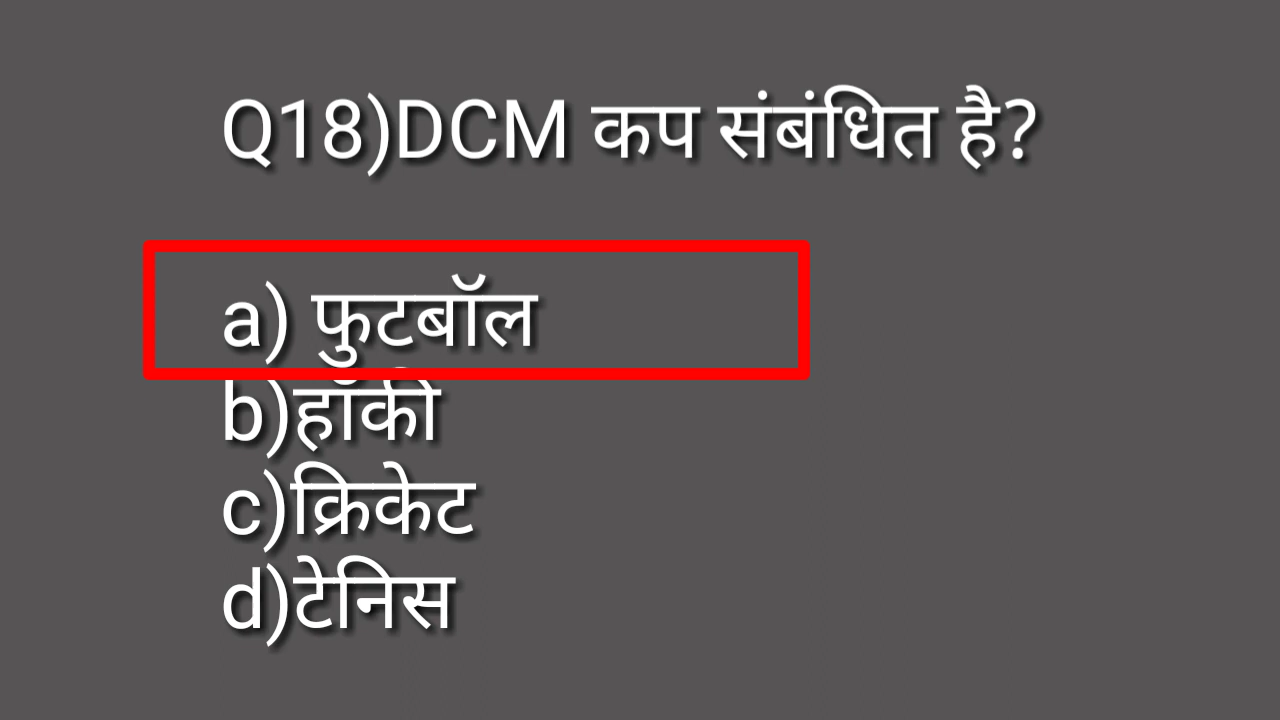 Q18)DCM कप संबंधित है?
a) फुटबॉल
b)हॉकी
c)क्रिकेट
d)टेनिस